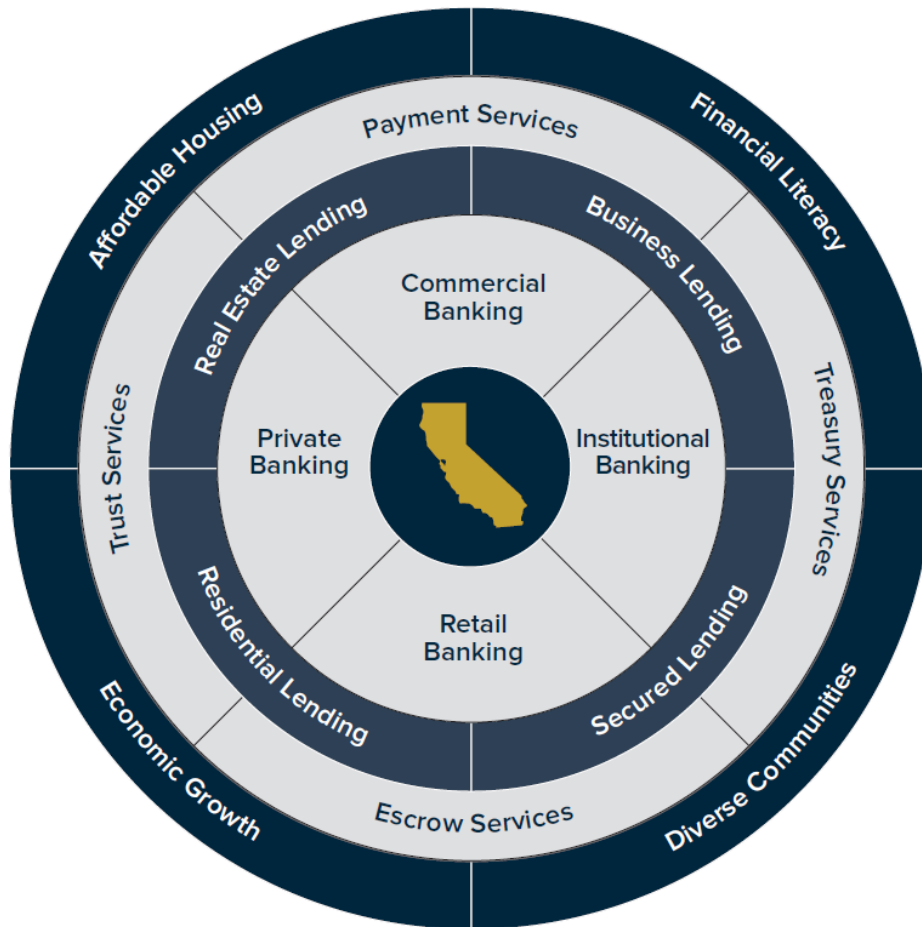 Affordable Housing
Financial Literacy
Payment Services
Real Estate Lending
Business Lending
Commercial
Banking
Trust Services
Private
Banking
Institutional
Banking
Treasury Services
Retail
Banking
Residential Lending
Secured Lending
Escrow Services
Economic Growth
Diverse Communities